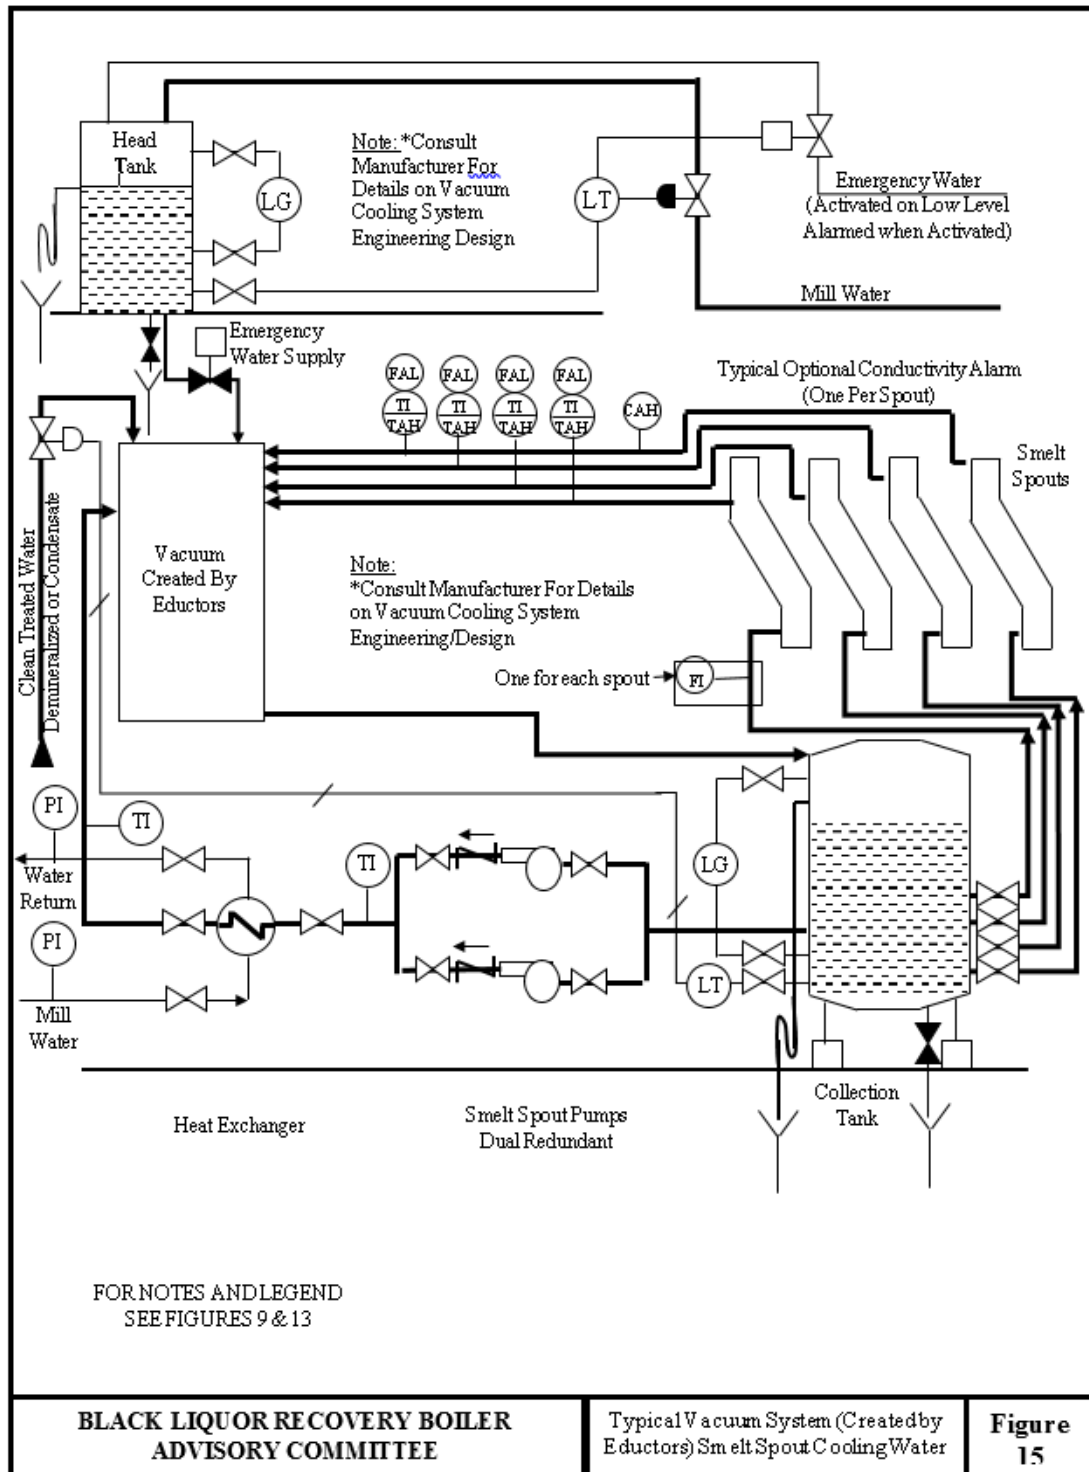 Head
Tank
LG
Note: *Consult
Manufacturer For
Details on Vacuum
Cooling System
Engineering Design
LT
Emergency Water
(Activated on Low Level
Alarmed when Activated)
Mill Water
Emergency
Water Supply
FAL
FAL
FAL
FAL
TI
TAH
TI
TAH
TI
TAH
TI
TAH
CAH
Typical Optional Conductivity Alarm
(One Per Spout)
Smelt
Spouts
Clean Treated Water
Demineralized or Condensate
Vacuum
Created By
Eductors
Note:
*Consult Manufacturer For Details
on Vacuum Cooling System
Engineering/Design
One for each spout
FI
PI
TI
Water
Return
TI
LG
PI
LT
Mill
Water
Collection
Tank
Heat Exchanger
Smelt Spout Pumps
Dual Redundant
FOR NOTES AND LEGEND
SEE FIGURES 9 & 13
BLACK LIQUOR RECOVERY BOILER
ADVISORY COMMITTEE
Typical Vacuum System (Created by
Eductors) Smelt Spout Cooling Water
Figure
15